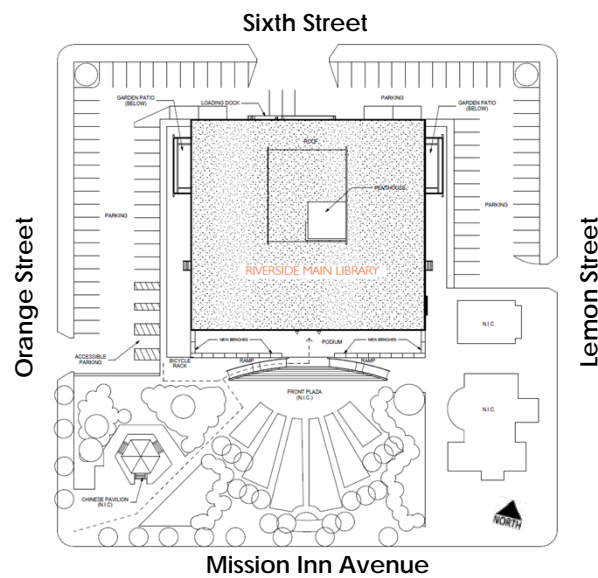 Sixth Street
PARKING
GARDEN PATIO
(BELOW)
LOADING DOCK
GARDEN PATIO
(BELOW)
ROOF
PENTHOUSE
PARKING
PARKING
Orange Street
Lemon Street
RIVERSIDE MAIN LIBRARY
N.I.C.
NEW BENCHES
PODIUM
NEW BENCHES
ACCESSIBLE
PARKING
BICYCLE
RACK
RAMP
RAMP
FRONT PLAZA
(N.I.C.)
N.I.C.
CHINESE PAVILION
(N.I.C)
NORTH
Mission Inn Avenue